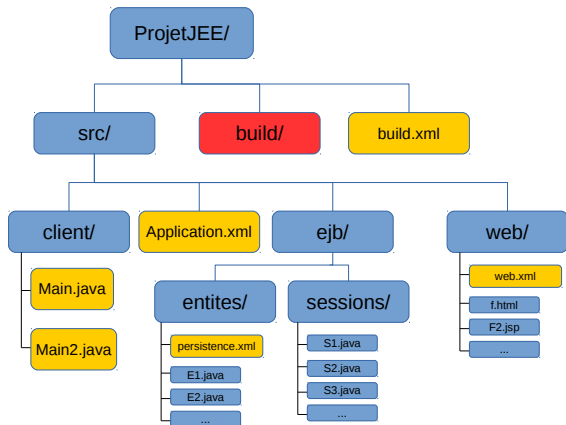 ProjetJEE/
src/
build/
build.xml
client/
Application.xml
ejb/
web/
Main.java
Main2.java
entites/
sessions/
web.xml
f.html
F2.jsp
...
persistence.xml
E1.java
E2.java
...
S1.java
S2.java
S3.java
...